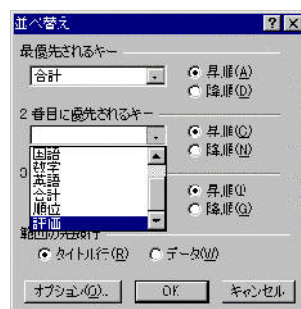 並べ替え
最優先されるキー
合計
昇順(A)
降順(D)
2 番目に優先されるキー
昇順(C)
降順(N)
国語
数学
英語
合計
順位
評価
3
昇順(I)
降順(G)
範囲の先頭行
タイトル行(R)
データ(W)
オプション(O)...
OK
キャンセル